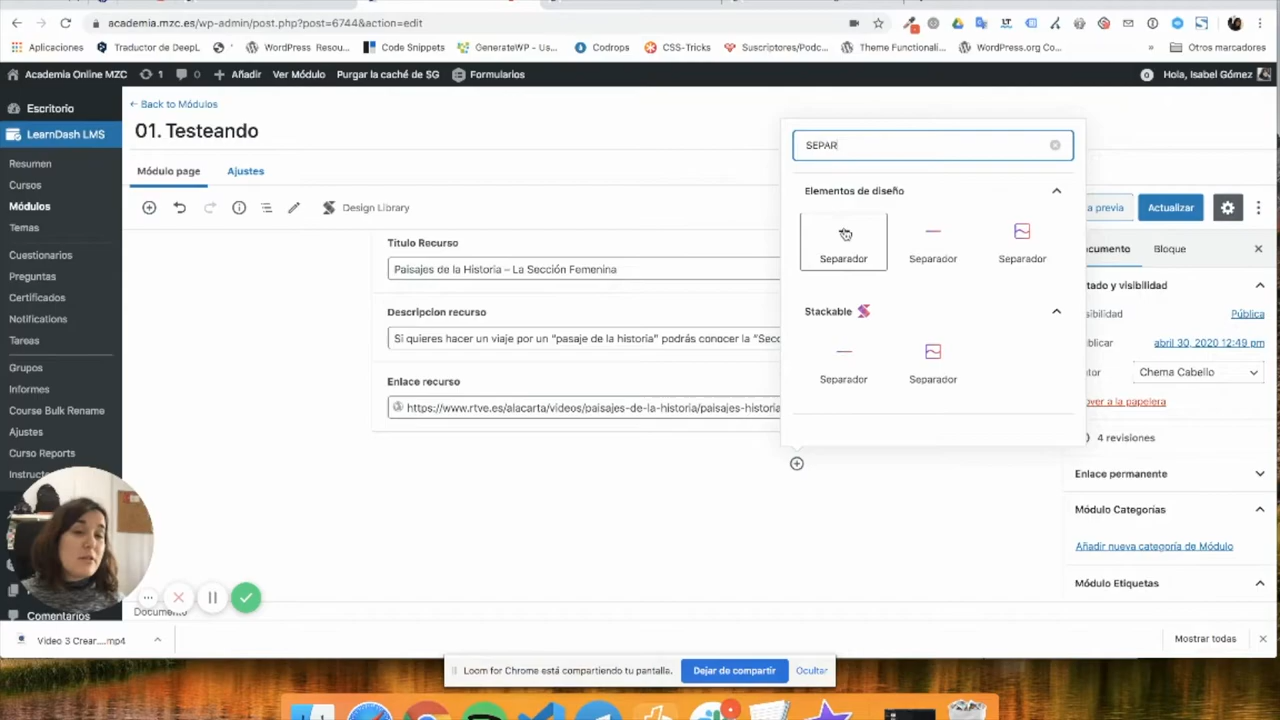 academia.mzc.es/wp-admin/post.php?post=6744&action=edit
Aplicaciones
Traductor de DeepL
WordPress Resou...
Code Snippets
GenerateWP - Us...
Codrops
CSS-Tricks
Suscriptores/Podc...
Theme Functionali...
WordPress.org Co...
»
Otros marcadores
Academia Online MZC
1
0
Añadir
Ver Módulo
Purgar la caché de SG
Formularios
0
Hola, Isabel Gómez
Escritorio
LearnDash LMS
Resumen
Cursos
Módulos
Temas
Cuestionarios
Preguntas
Certificados
Notifications
Tareas
Grupos
Informes
Course Bulk Rename
Ajustes
Curso Reports
Instruct
Comentarios
← Back to Módulos
01. Testeando
Módulo page
Ajustes
Design Library
Titulo Recurso
Paisajes de la Historia – La Sección Femenina
Descripcion recurso
Si quieres hacer un viaje por un “pasaje de la historia” podrás conocer la “Secc
Enlace recurso
https://www.rtve.es/alacarta/videos/paisajes-de-la-historia/paisajes-historia
Documento
SEPAR
Elementos de diseño
Separador
Separador
Separador
Stackable
Separador
Separador
a previa
Actualizar
cumento
Bloque
tado y visibilidad
ibilidad
Pública
blicar
abril 30, 2020 12:49 pm
tor
Chema Cabello
over a la papelera
4 revisiones
Enlace permanente
Módulo Categorías
Añadir nueva categoría de Módulo
Módulo Etiquetas
Video 3 Crear....mp4
Mostrar todas
Loom for Chrome está compartiendo tu pantalla.
Dejar de compartir
Ocultar